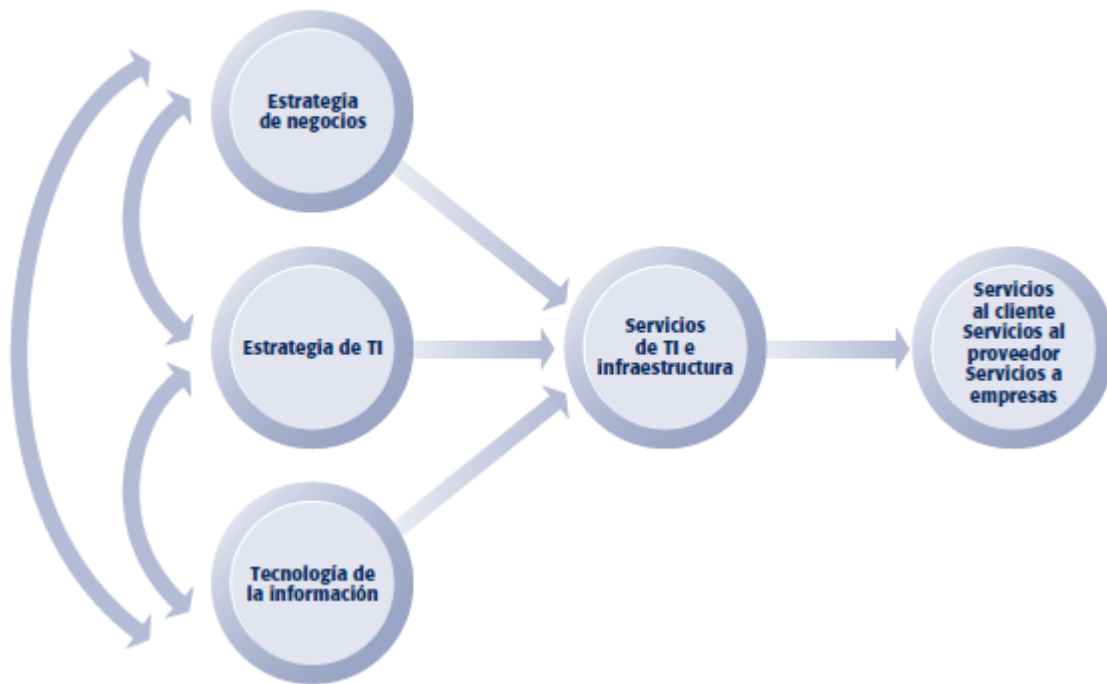 Estrategia
de negocios
Estrategia de TI
Tecnología de
la información
Servicios
de TI e
infraestructura
Servicios
al cliente
Servicios al
proveedor
Servicios a
empresas